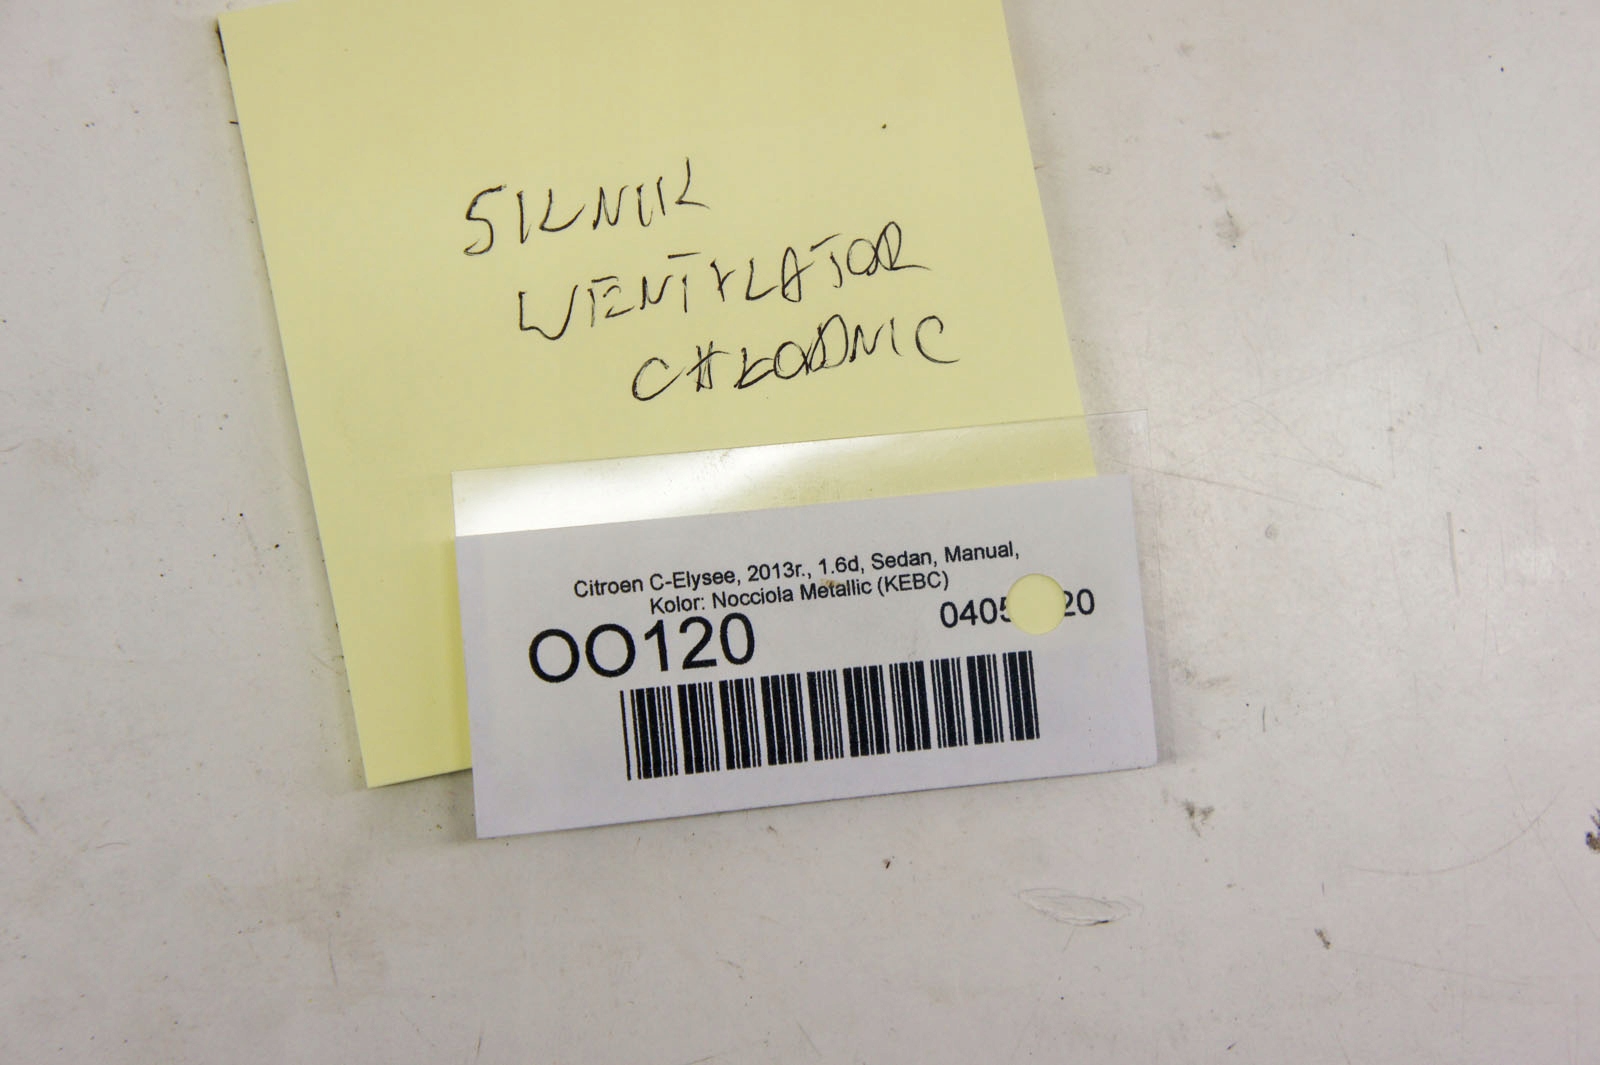 SILNIK
WENTYLATOR
CHŁODNIC
Citroen C-Elysee, 2013r., 1.6d, Sedan, Manual,
Kolor: Nocciola Metallic (KEBC)
OO120